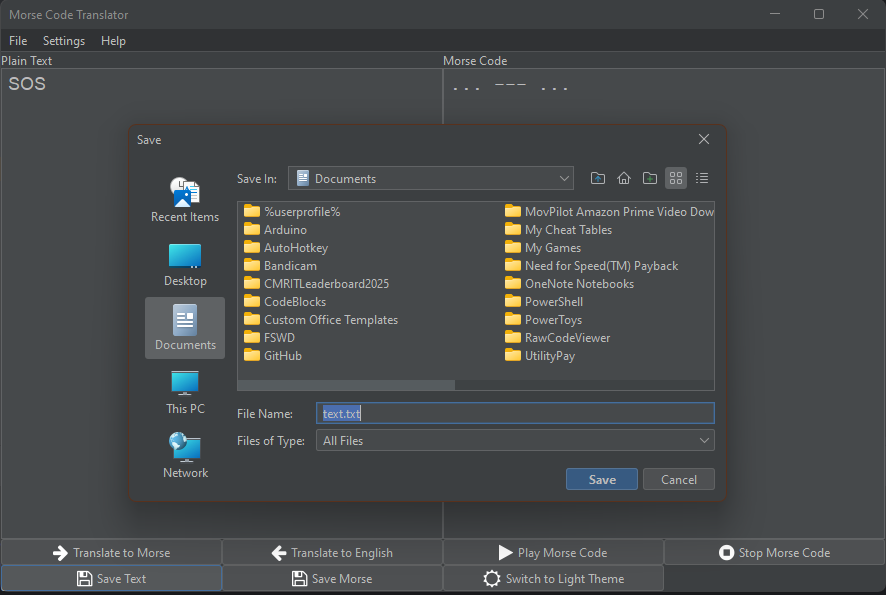 Morse Code Translator
File Settings Help
Plain Text Morse Code
SOS ... --- ...
Save
Save In: Documents
Recent Items
Desktop
Documents
This PC
Network
%userprofile%
Arduino
AutoHotkey
Bandicam
CMRITLeaderboard2025
CodeBlocks
Custom Office Templates
FSWD
GitHub
MovPilot Amazon Prime Video Dow
My Cheat Tables
My Games
Need for Speed(TM) Payback
OneNote Notebooks
PowerShell
PowerToys
RawCodeViewer
UtilityPay
File Name: text.txt
Files of Type: All Files
Save Cancel
Translate to Morse Translate to English Play Morse Code Stop Morse Code
Save Text Save Morse Switch to Light Theme